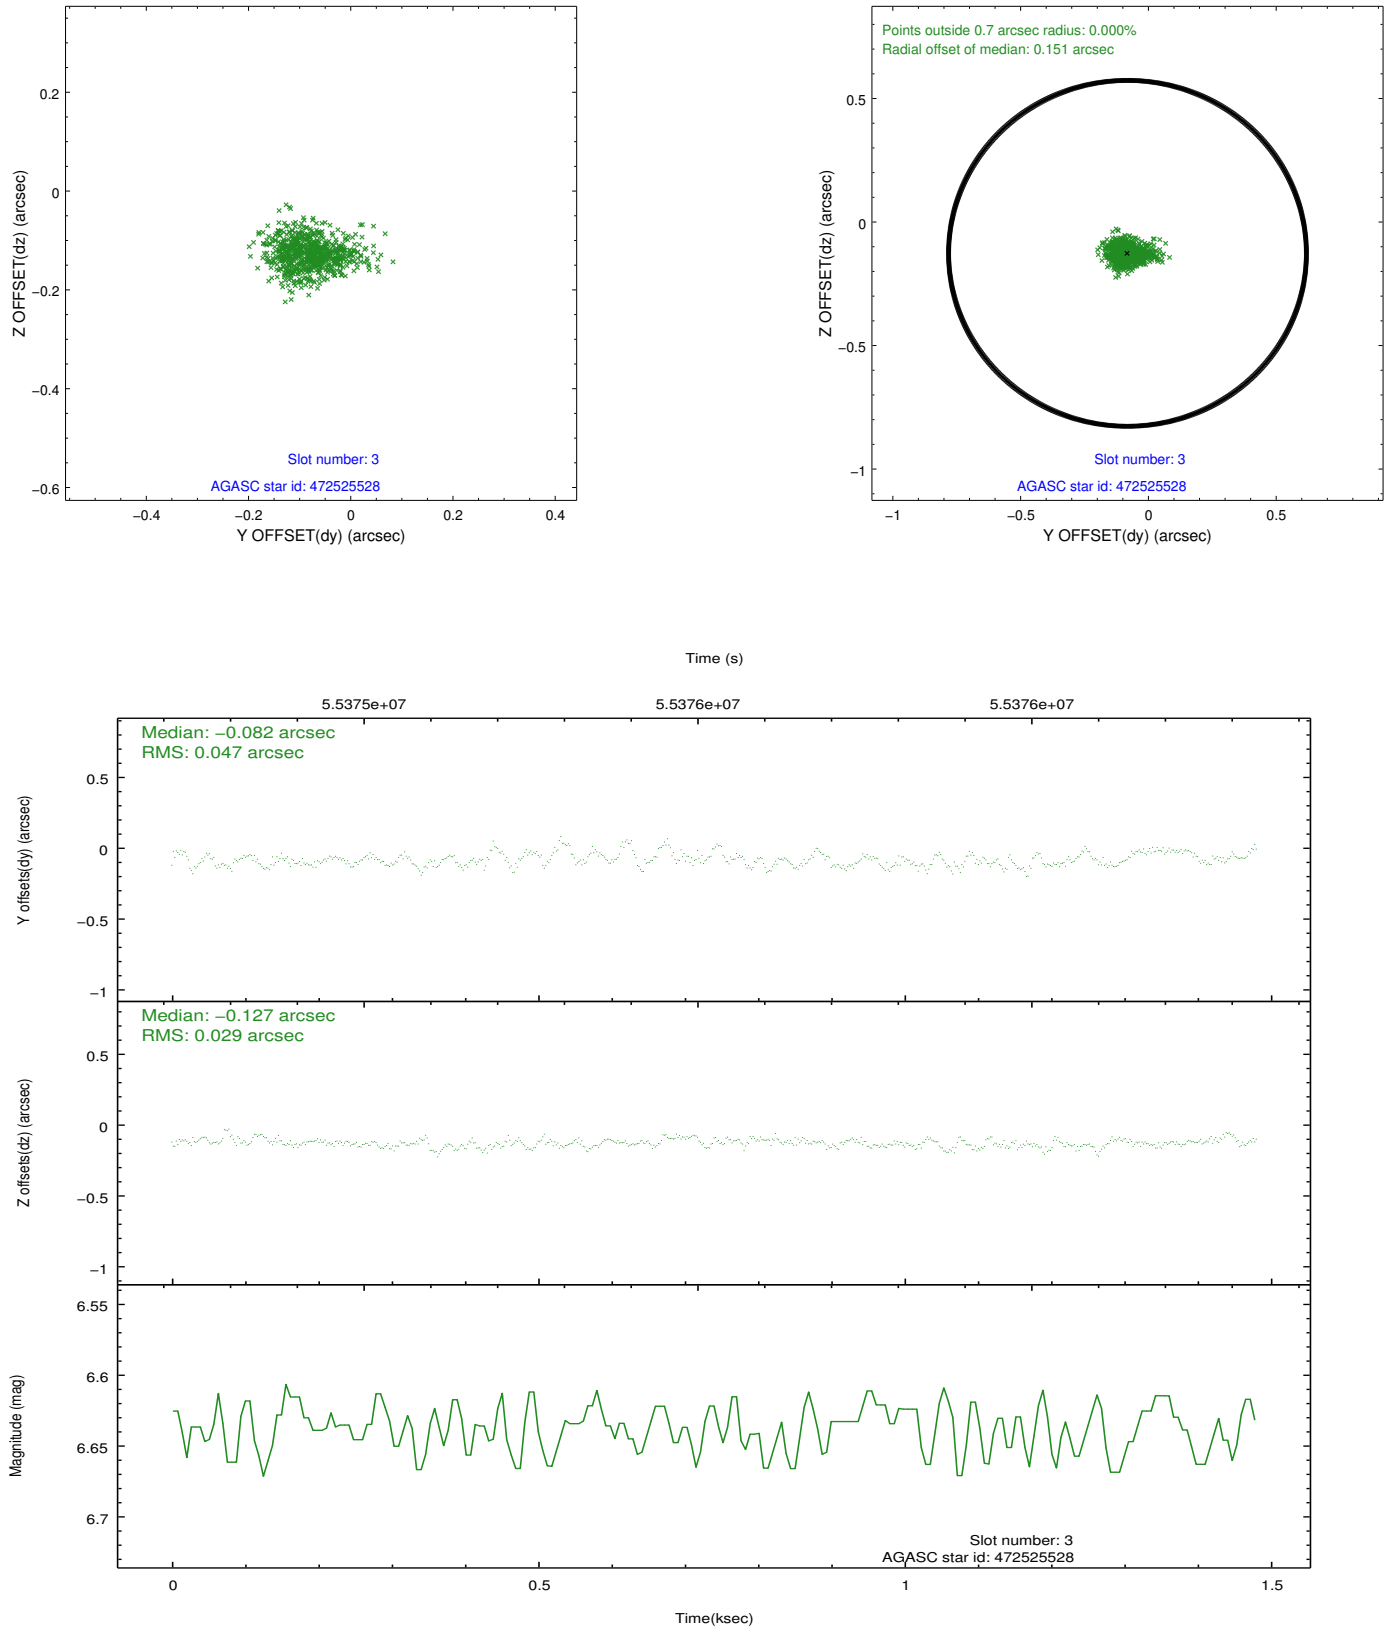 0.2
0
−0.2
−0.4
−0.6
Z OFFSET(dz) (arcsec)
Slot number: 3
AGASC star id: 472525528
−0.4
−0.2
0
0.2
0.4
Y OFFSET(dy) (arcsec)
Points outside 0.7 arcsec radius: 0.000%
Radial offset of median: 0.151 arcsec
0.5
0
−0.5
−1
Z OFFSET(dz) (arcsec)
Slot number: 3
AGASC star id: 472525528
−1
−0.5
0
0.5
Y OFFSET(dy) (arcsec)
Time (s)
5.5375e+07
5.5376e+07
5.5376e+07
Median: −0.082 arcsec
RMS: 0.047 arcsec
0.5
0
−0.5
−1
Y offsets(dy) (arcsec)
Median: −0.127 arcsec
RMS: 0.029 arcsec
0.5
0
−0.5
−1
Z offsets(dz) (arcsec)
6.55
6.6
6.65
6.7
Magnitude (mag)
Slot number: 3
AGASC star id: 472525528
0
0.5
1
1.5
Time(ksec)